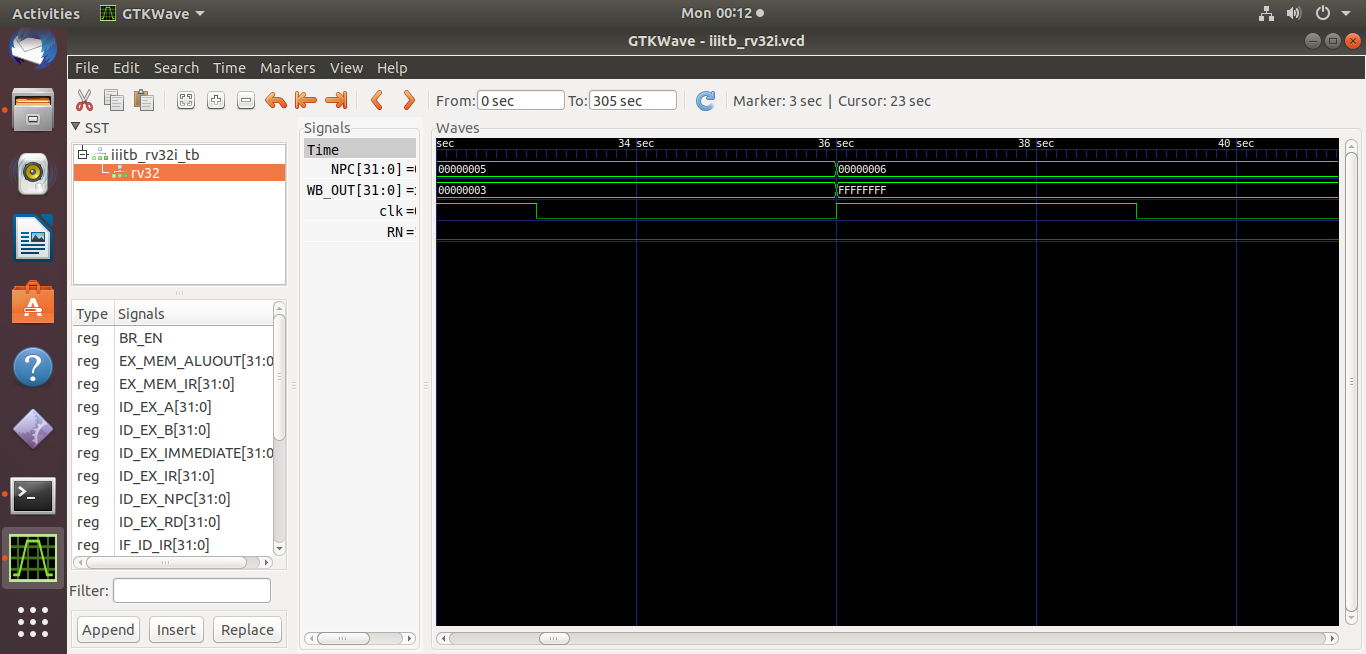 Activities GTKWave Mon 00:12
GTKWave - iiitb_rv32i.vcd
File Edit Search Time Markers View Help
From: 0 sec To: 305 sec Marker: 3 sec | Cursor: 23 sec
SST
iiitb_rv32i_tb
rv32
Type Signals
reg BR_EN
reg EX_MEM_ALUOUT[31:0
reg EX_MEM_IR[31:0]
reg ID_EX_A[31:0]
reg ID_EX_B[31:0]
reg ID_EX_IMMEDIATE[31:0
reg ID_EX_IR[31:0]
reg ID_EX_NPC[31:0]
reg ID_EX_RD[31:0]
reg IF_ID_IR[31:0]
Filter:
Append Insert Replace
Signals
Time
NPC[31:0] =
WB_OUT[31:0] =
clk =
RN =
Waves
sec 34 sec 36 sec 38 sec 40 sec
00000005 00000006
00000003 FFFFFFFF